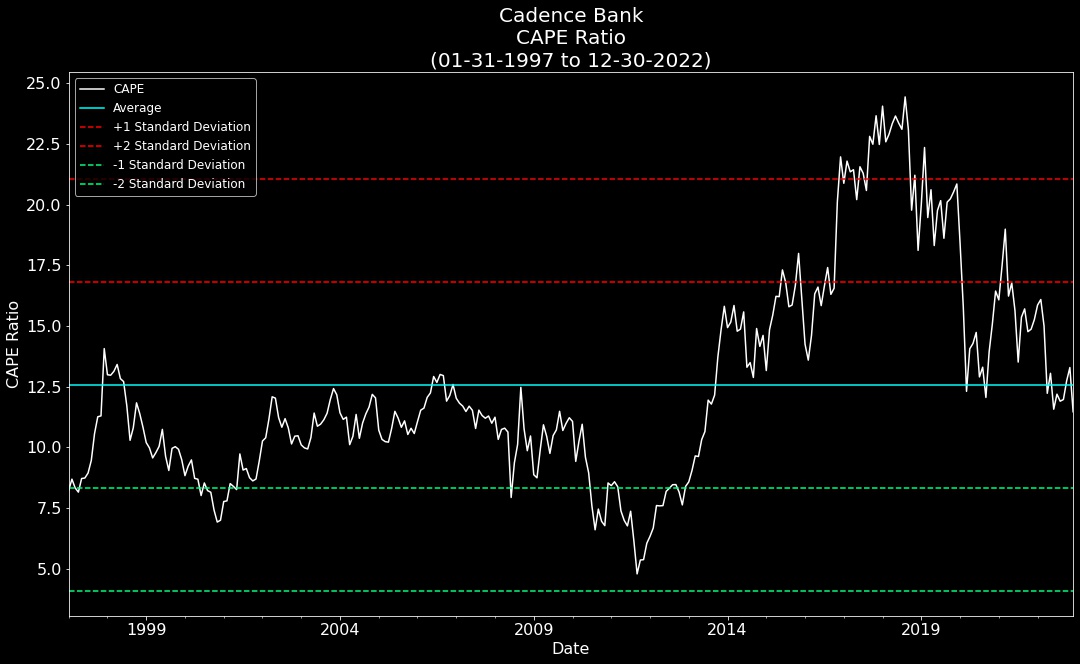 Cadence Bank
CAPE Ratio
(01-31-1997 to 12-30-2022)
25.0
22.5
20.0
17.5
15.0
12.5
10.0
7.5
5.0
CAPE Ratio
CAPE
Average
+1 Standard Deviation
+2 Standard Deviation
-1 Standard Deviation
-2 Standard Deviation
1999
2004
2009
2014
2019
Date